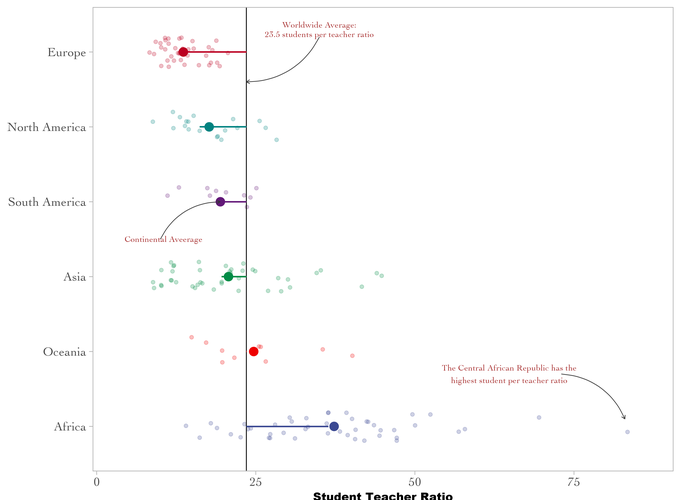 Worldwide Average:
23.5 students per teacher ratio
Europe
North America
South America
Continental Aveerage
Asia
Oceania
The Central African Republic has the
highest student per teacher ratio
Africa
0
25
50
75
Student Teacher Ratio